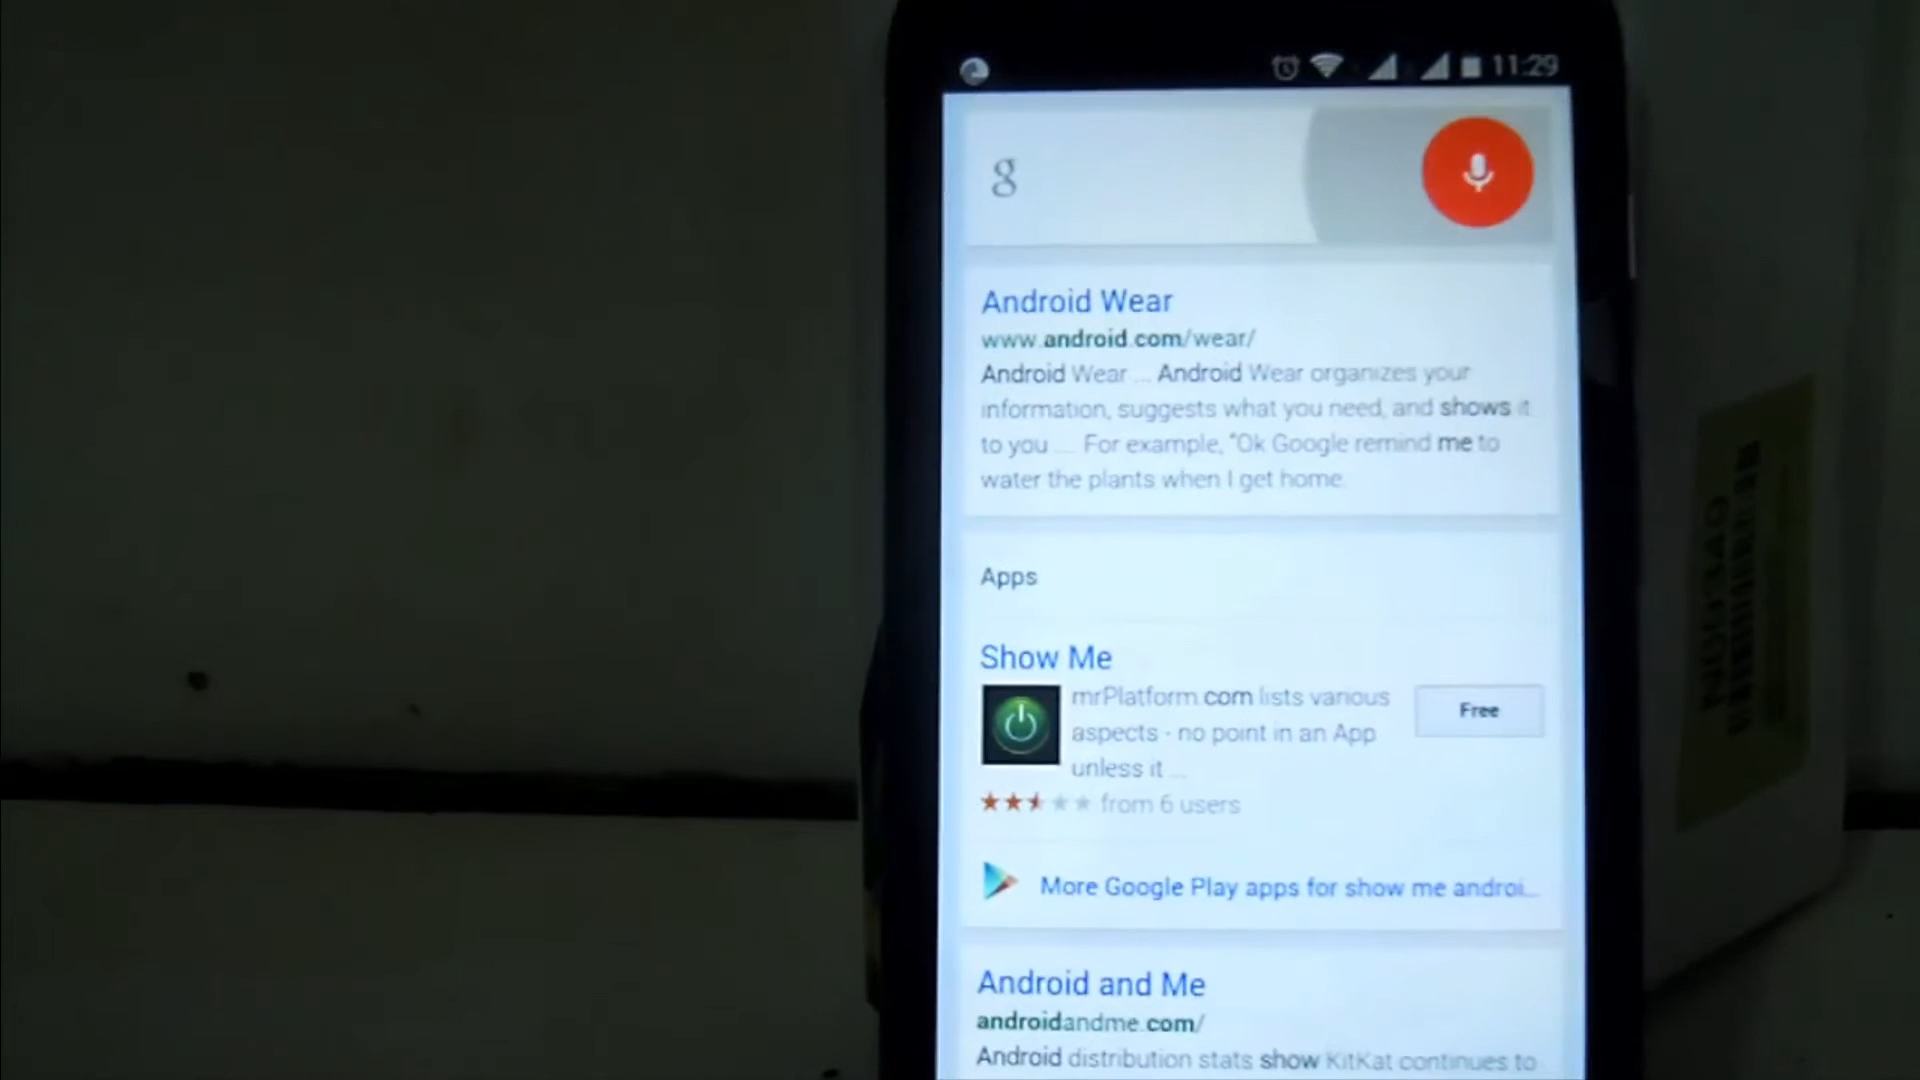 11:29
g
Android Wear
www.android.com/wear/
Android Wear ... Android Wear organizes your
information, suggests what you need, and shows it
to you .... For example, "Ok Google remind me to
water the plants when I get home.
Apps
Show Me
mrPlatform.com lists various
aspects - no point in an App
unless it ...
Free
from 6 users
More Google Play apps for show me androi...
Android and Me
androidandme.com/
Android distribution stats show KitKat continues to
N00340